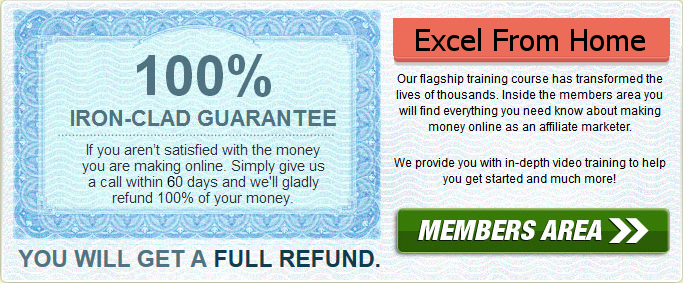 100%
IRON-CLAD GUARANTEE
If you aren't satisfied with the money
you are making online. Simply give us
a call within 60 days and we'll gladly
refund 100% of your money.
YOU WILL GET A FULL REFUND.
Excel From Home
Our flagship training course has transformed the
lives of thousands. Inside the members area you
will find everything you need know about making
money online as an affiliate marketer.
We provide you with in-depth video training to help
you get started and much more!
MEMBERS AREA